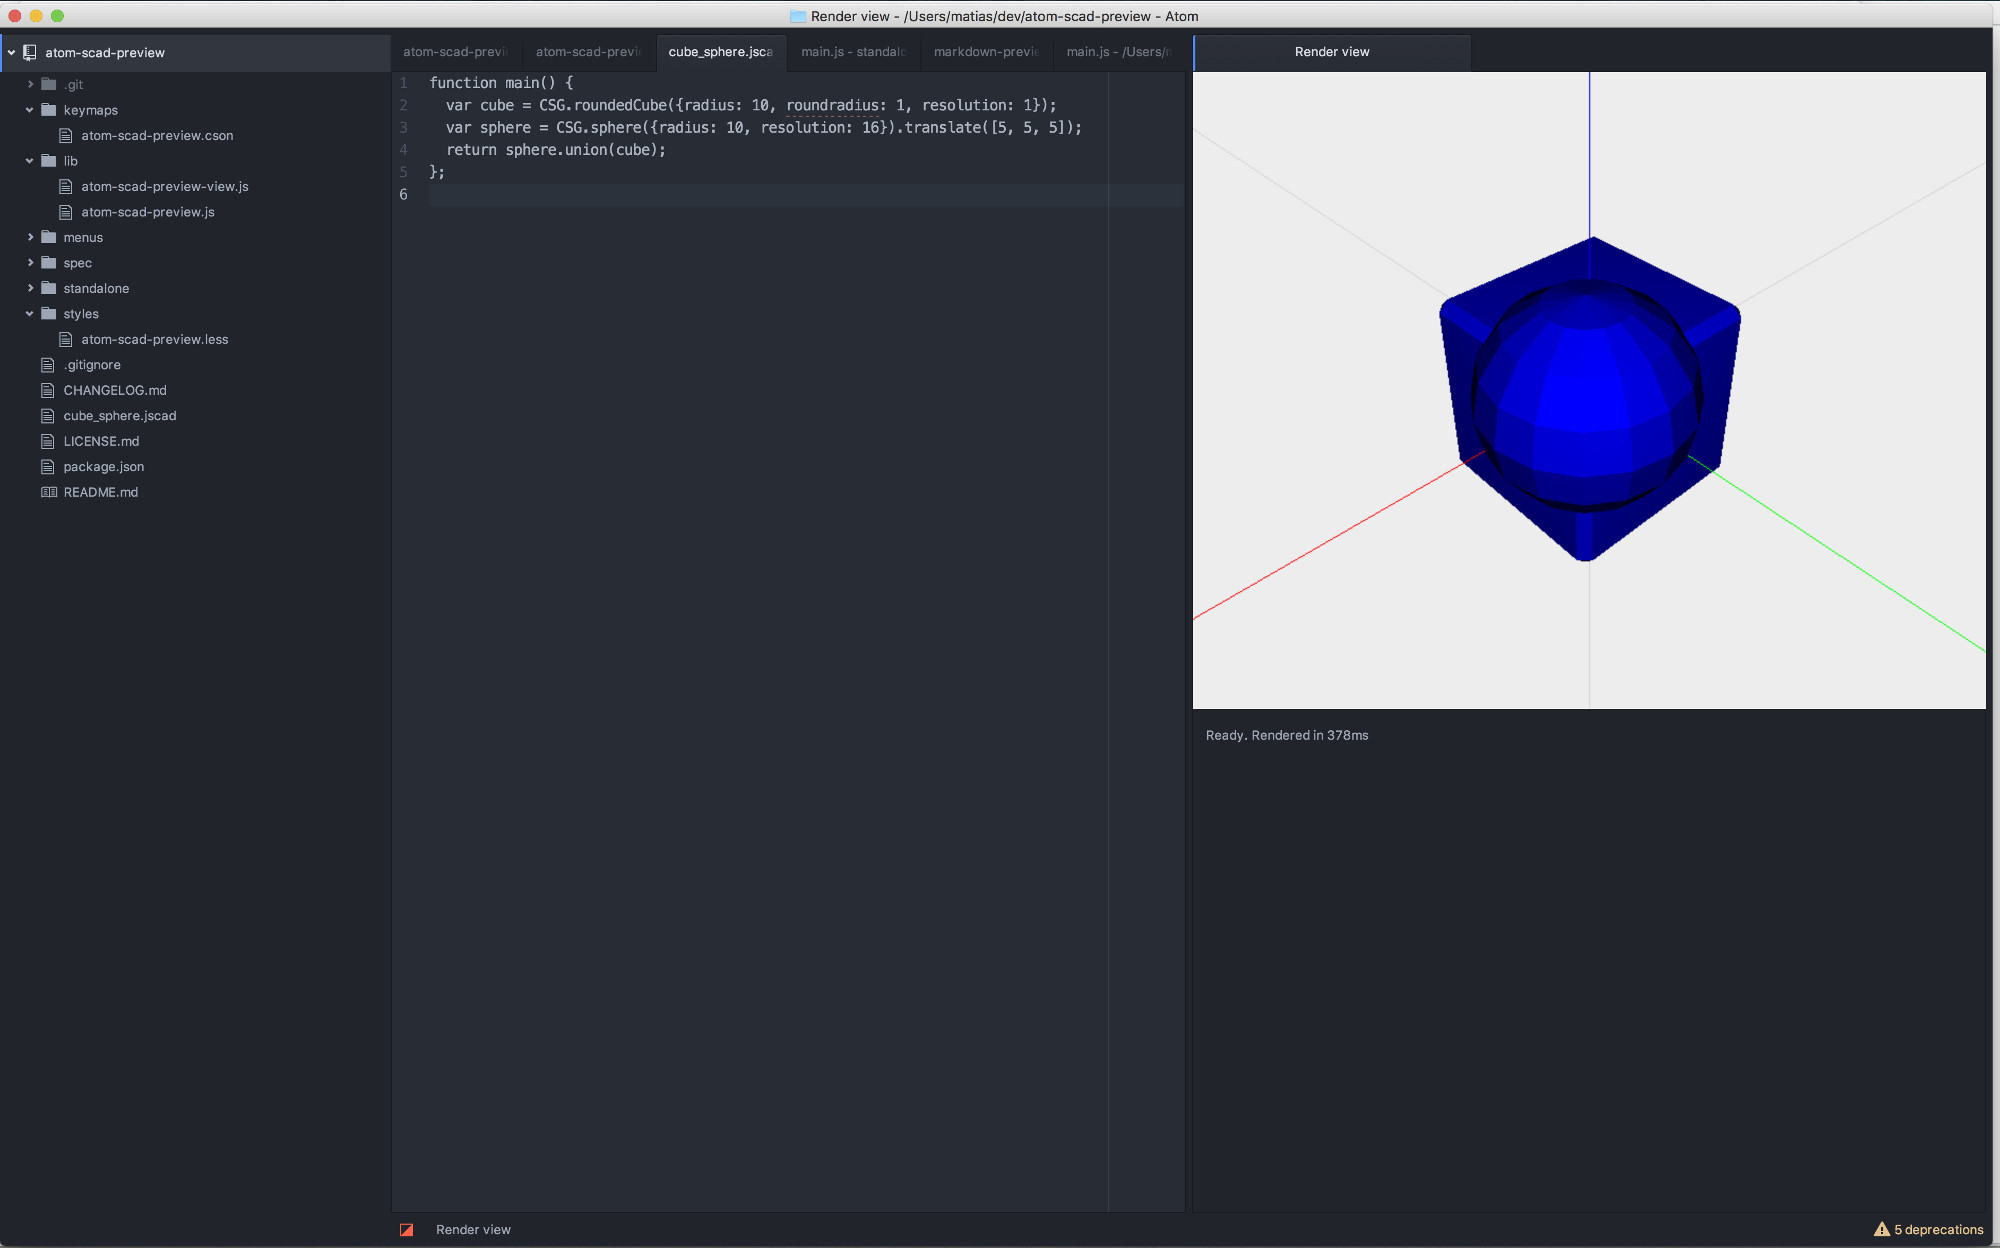 Render view - /Users/matias/dev/atom-scad-preview - Atom
atom-scad-preview
.git
keymaps
atom-scad-preview.cson
lib
atom-scad-preview-view.js
atom-scad-preview.js
menus
spec
standalone
styles
atom-scad-preview.less
.gitignore
CHANGELOG.md
cube_sphere.jscad
LICENSE.md
package.json
README.md
atom-scad-previ atom-scad-previ cube_sphere.jsca main.js - standalo markdown-previe main.js - /Users/
1 function main() {
2 var cube = CSG.roundedCube({radius: 10, roundradius: 1, resolution: 1});
3 var sphere = CSG.sphere({radius: 10, resolution: 16}).translate([5, 5, 5]);
4 return sphere.union(cube);
5 };
6
Render view
Ready. Rendered in 378ms
Render view
5 deprecations